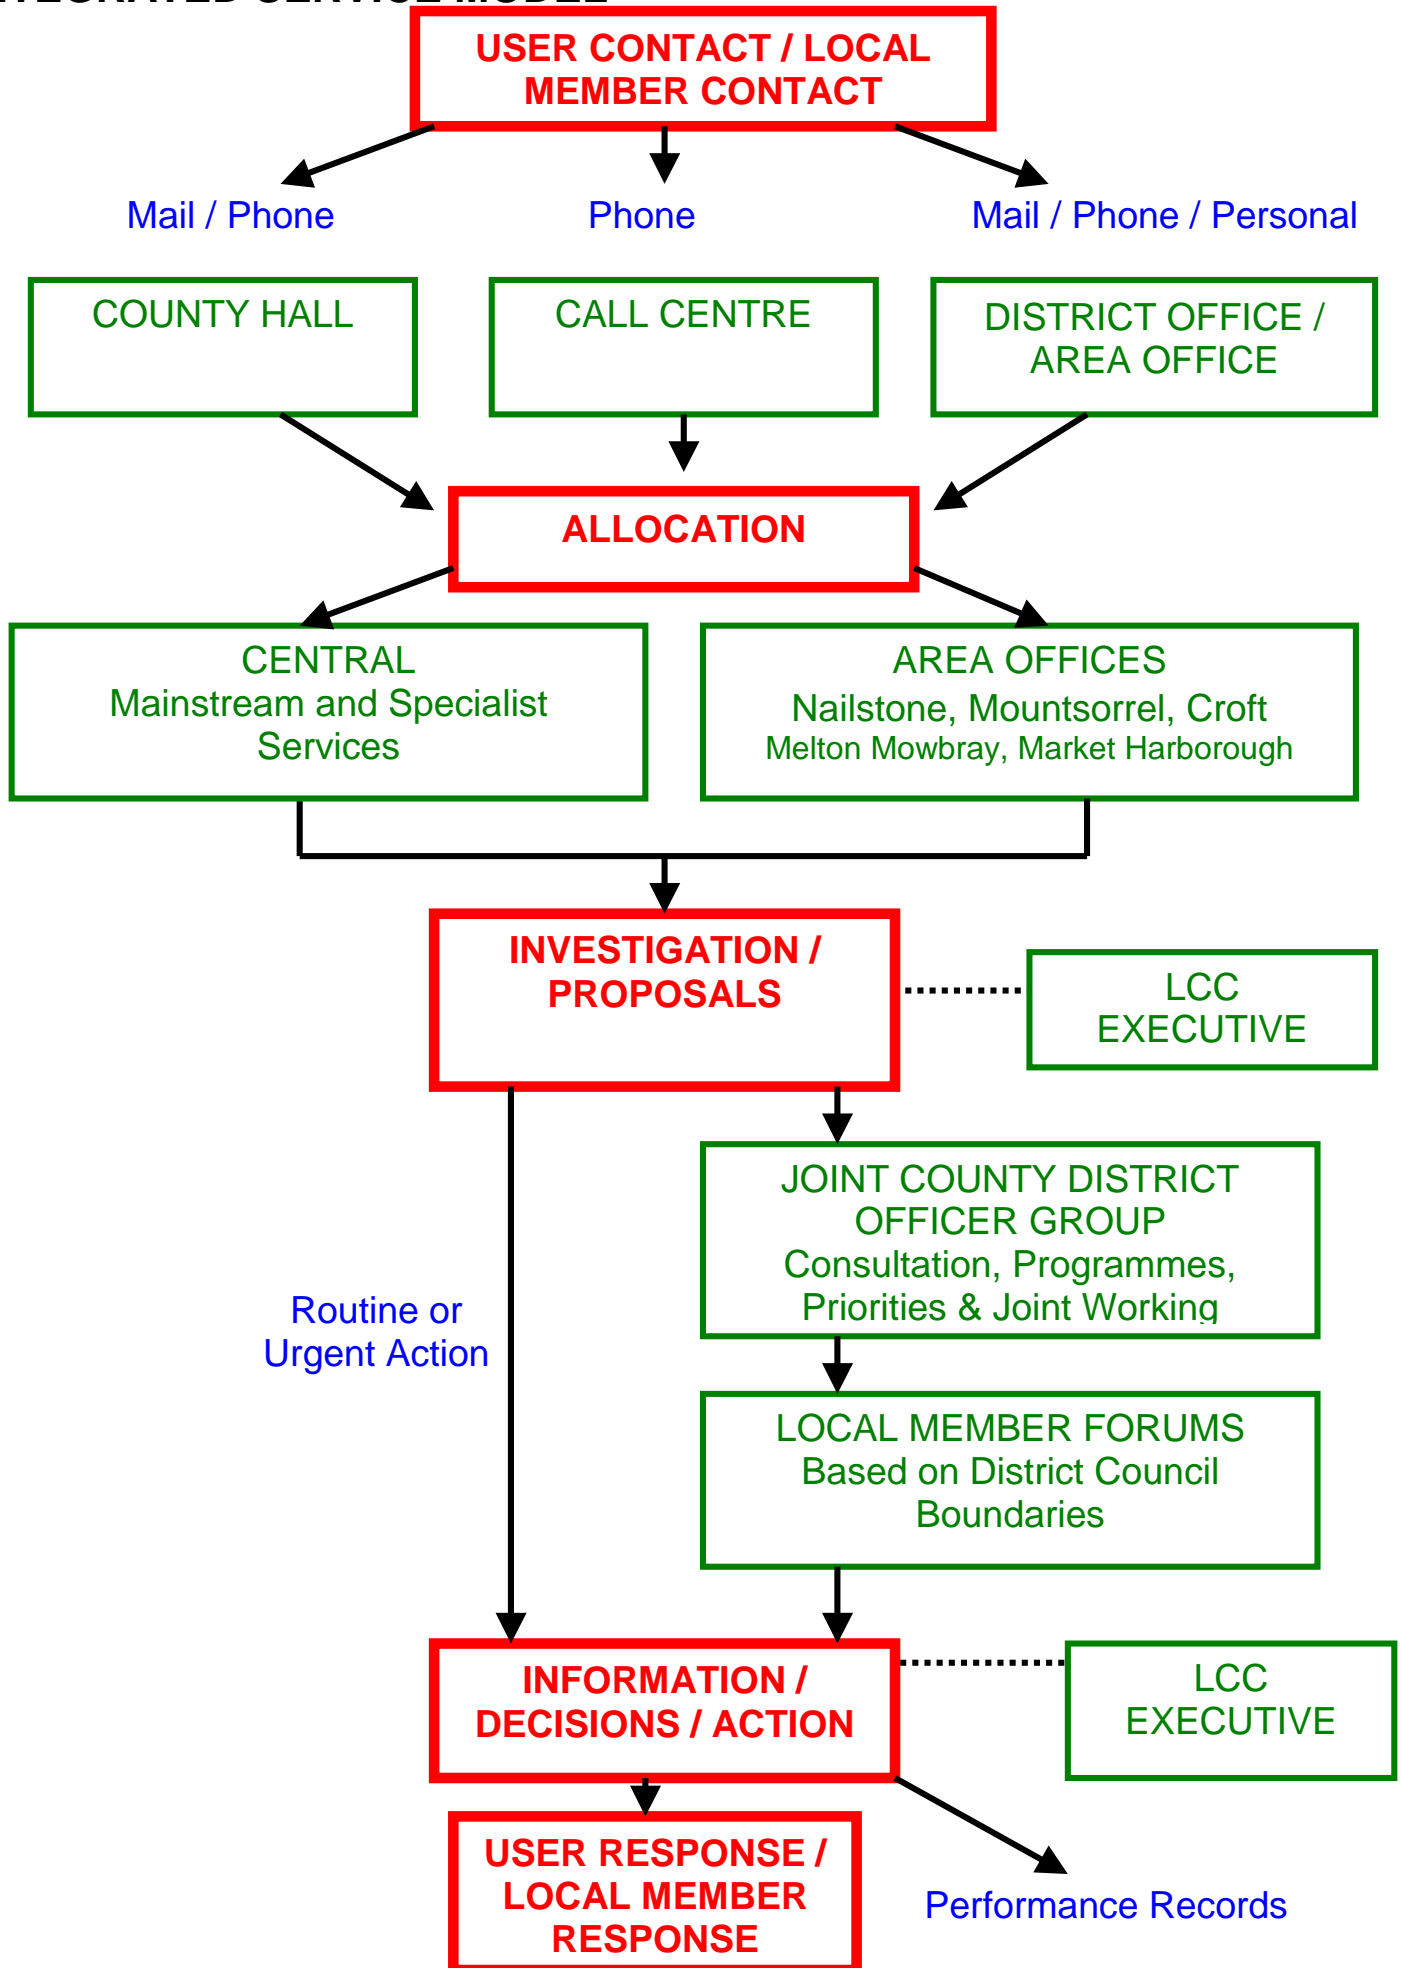 INTEGRATED SERVICE MODEL
USER CONTACT / LOCAL
MEMBER CONTACT
Mail / Phone
Phone
Mail / Phone / Personal
COUNTY HALL
CALL CENTRE
DISTRICT OFFICE /
AREA OFFICE
ALLOCATION
CENTRAL
Mainstream and Specialist
Services
AREA OFFICES
Nailstone, Mountsorrel, Croft
Melton Mowbray, Market Harborough
INVESTIGATION /
PROPOSALS
LCC
EXECUTIVE
JOINT COUNTY DISTRICT
OFFICER GROUP
Consultation, Programmes,
Priorities & Joint Working
Routine or
Urgent Action
LOCAL MEMBER FORUMS
Based on District Council
Boundaries
INFORMATION /
DECISIONS / ACTION
LCC
EXECUTIVE
USER RESPONSE /
LOCAL MEMBER
RESPONSE
Performance Records